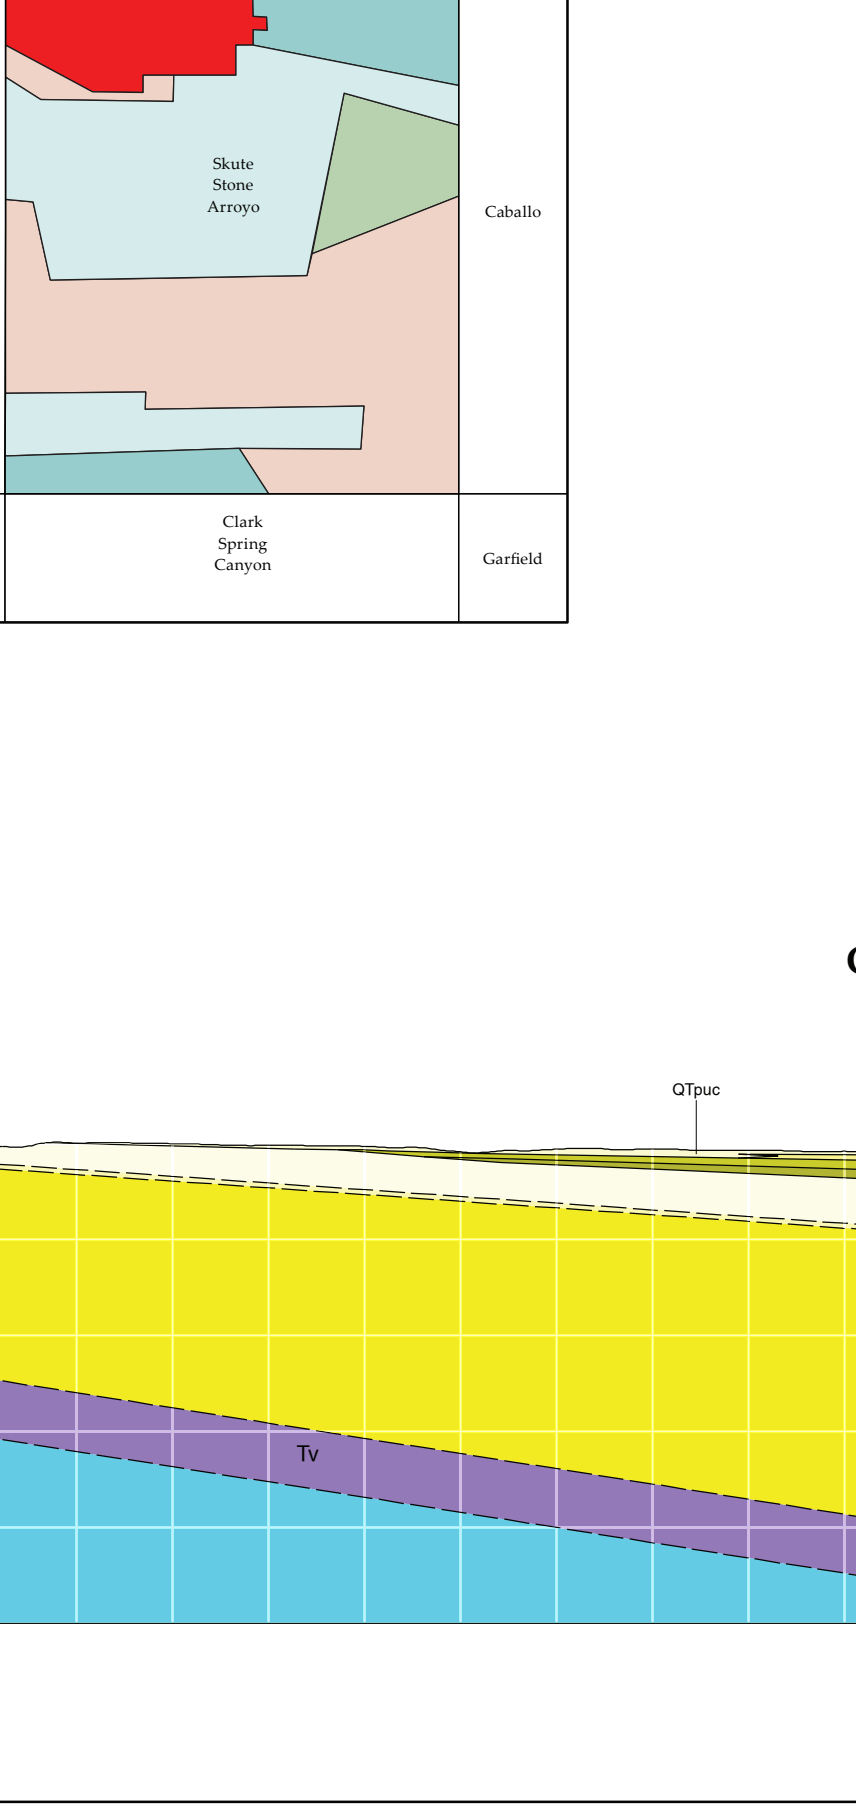 Skute
Stone
Arroyo
Caballo
Clark
Spring
Canyon
Garfield
QTpuc
Tv